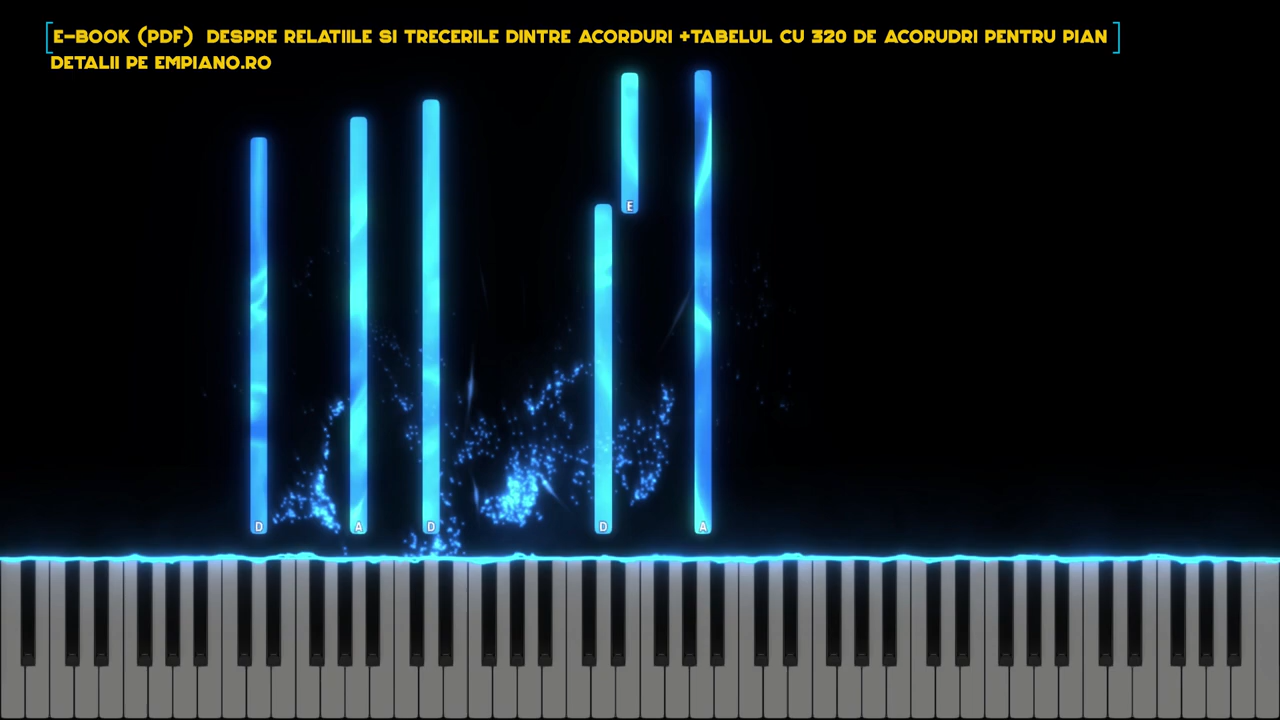 E-BOOK (PDF) DESPRE RELATIILE SI TRECERILE DINTRE ACORDURI +TABELUL CU 320 DE ACORUDRI PENTRU PIAN
DETALII PE EMPIANO.RO
E
D A D D A